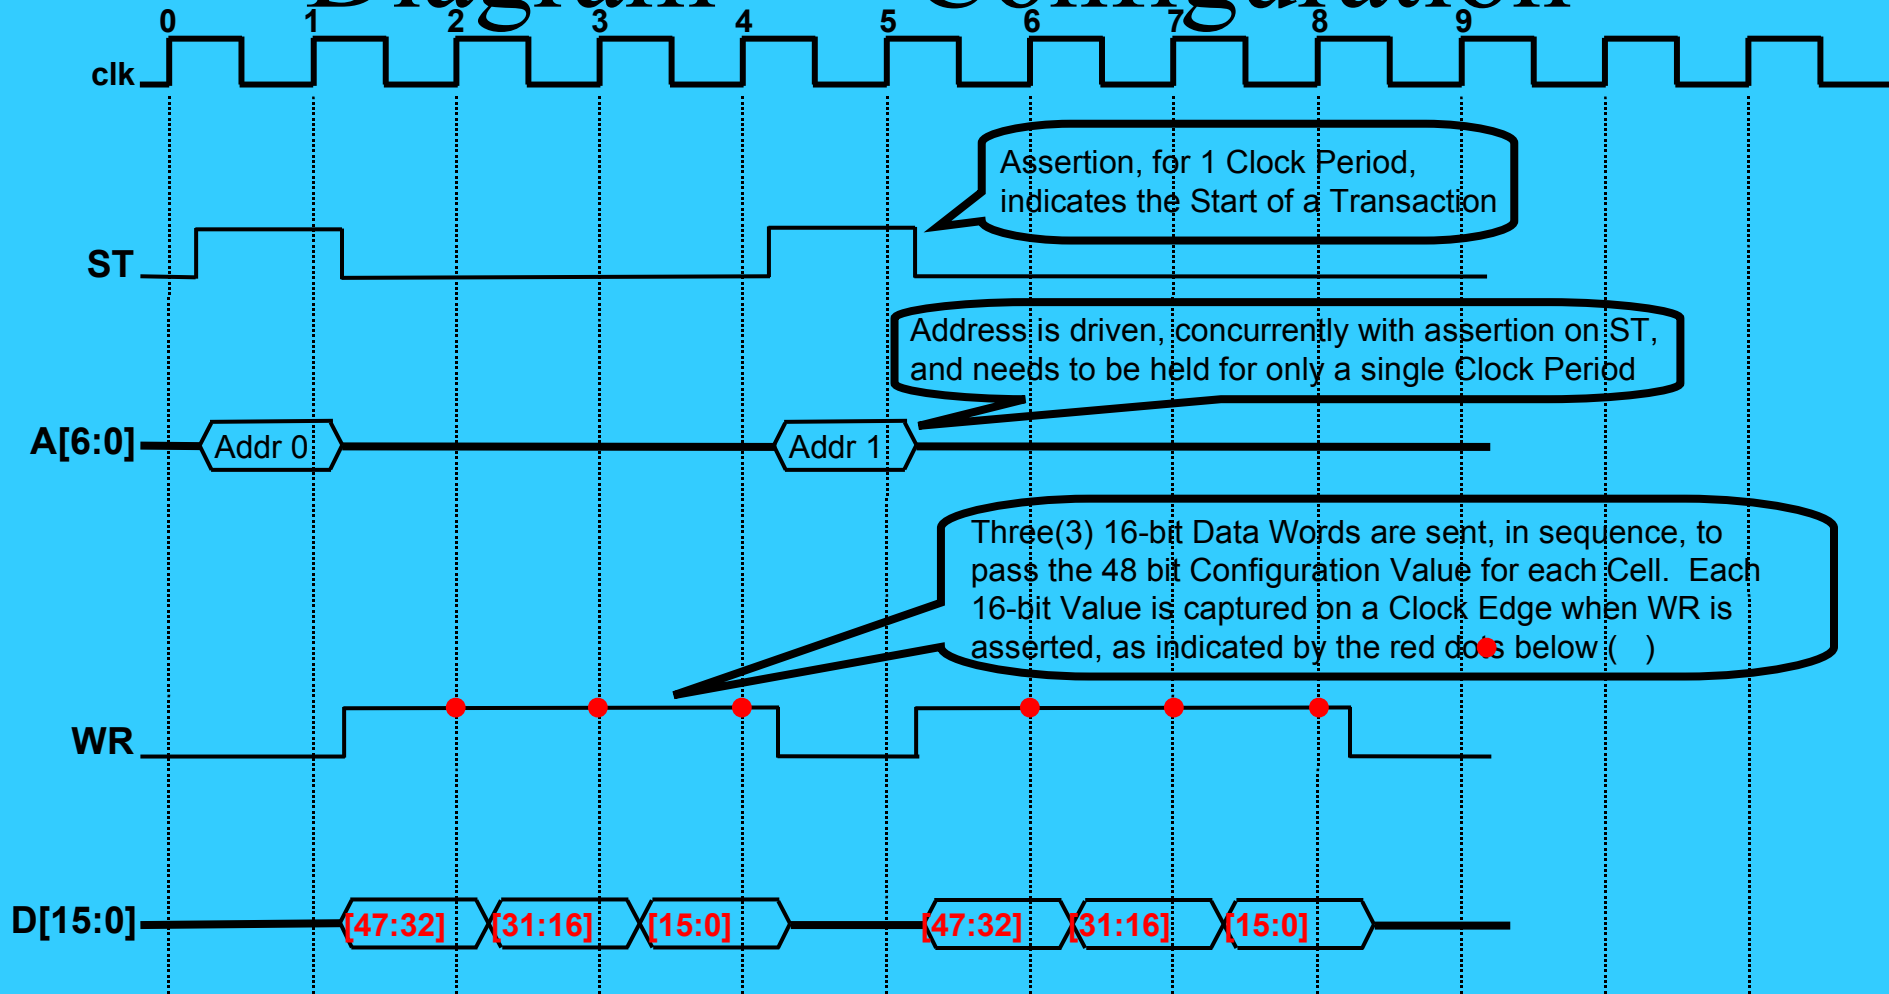 Diagram Configuration
0 1 2 3 4 5 6 7 8 9
clk
Assertion, for 1 Clock Period,
indicates the Start of a Transaction
ST
Address is driven, concurrently with assertion on ST,
and needs to be held for only a single Clock Period
A[6:0] Addr 0 Addr 1
Three(3) 16-bit Data Words are sent, in sequence, to
pass the 48 bit Configuration Value for each Cell. Each
16-bit Value is captured on a Clock Edge when WR is
asserted, as indicated by the red dots below ( )
WR
D[15:0] [47:32] [31:16] [15:0] [47:32] [31:16] [15:0]